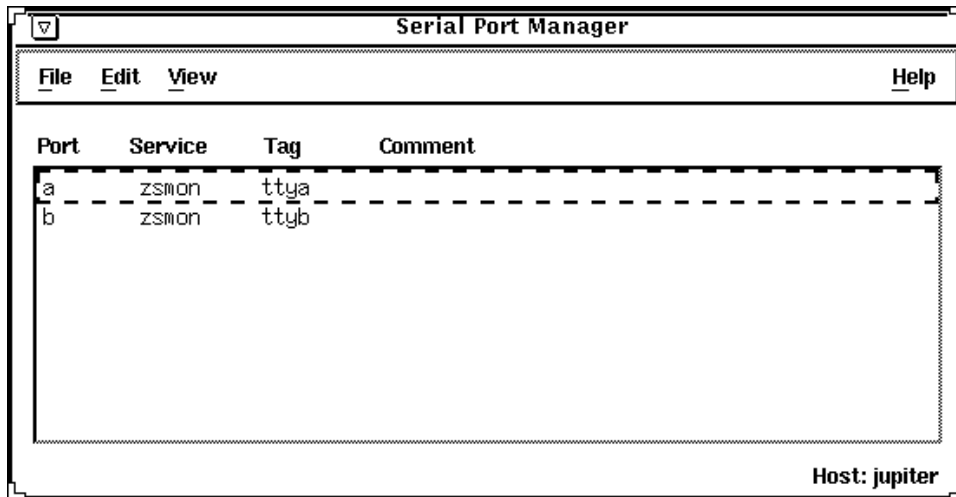 Serial Port Manager
File Edit View Help
Port Service Tag Comment
a zsmon ttya
b zsmon ttyb
Host: jupiter